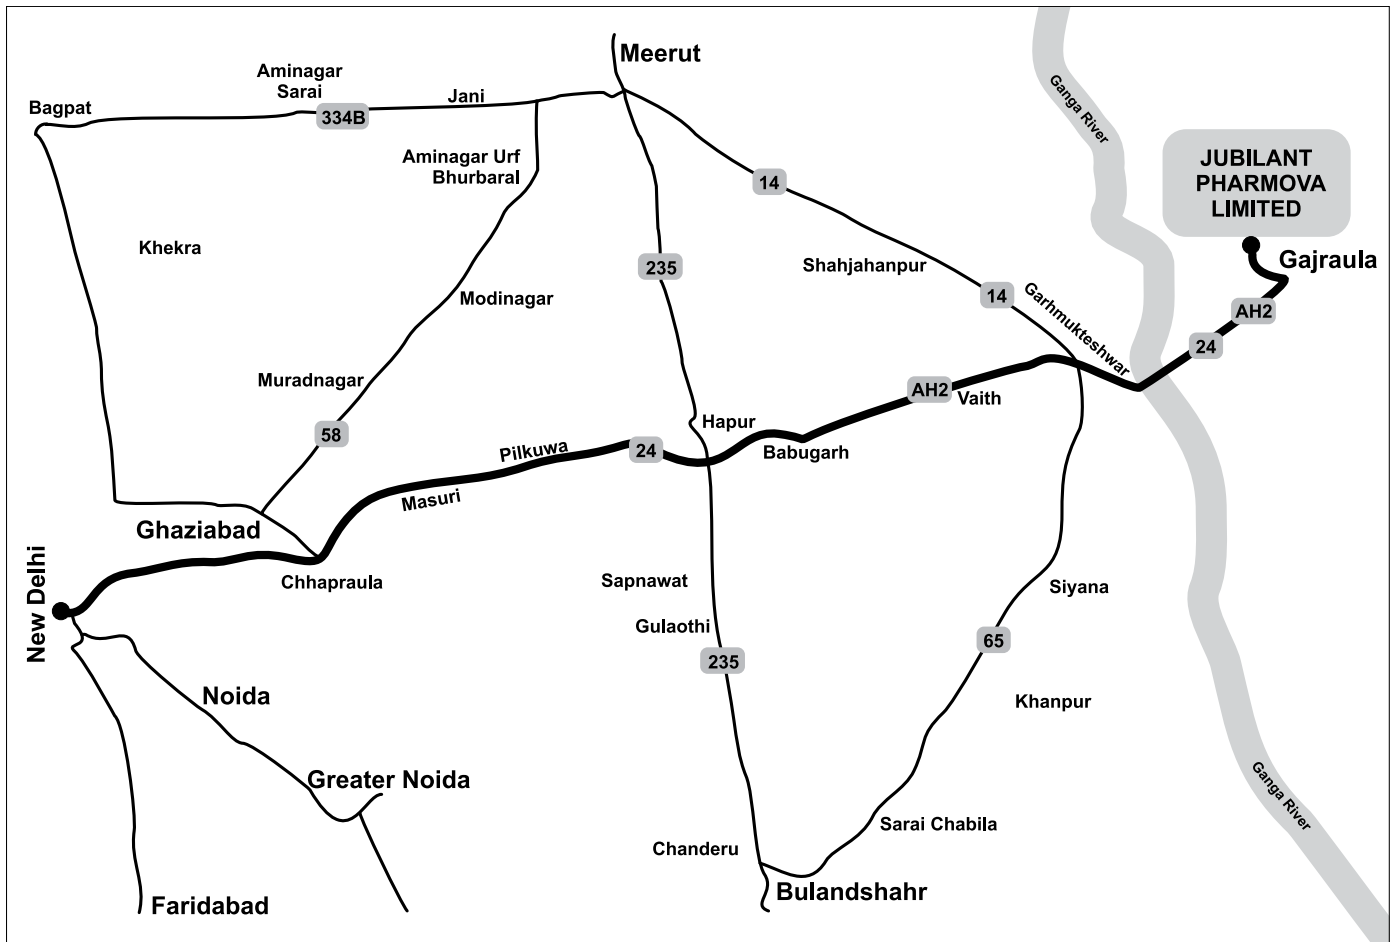 Meerut
Aminagar
Sarai
Jani
Bagpat
334B
Ganga River
Aminagar Urf
Bhurbaral
14
JUBILANT
PHARMOVA
LIMITED
Khekra
235
Shahjahanpur
Gajraula
Modinagar
14
Garhmukteshwar
AH2
24
Muradnagar
AH2
Vaith
58
Hapur
Pilkuwa
24
Babugarh
Masuri
Ghaziabad
New Delhi
Chhapraula
Sapnawat
Siyana
Gulaothi
65
235
Noida
Khanpur
Greater Noida
Ganga River
Sarai Chabila
Chanderu
Bulandshahr
Faridabad